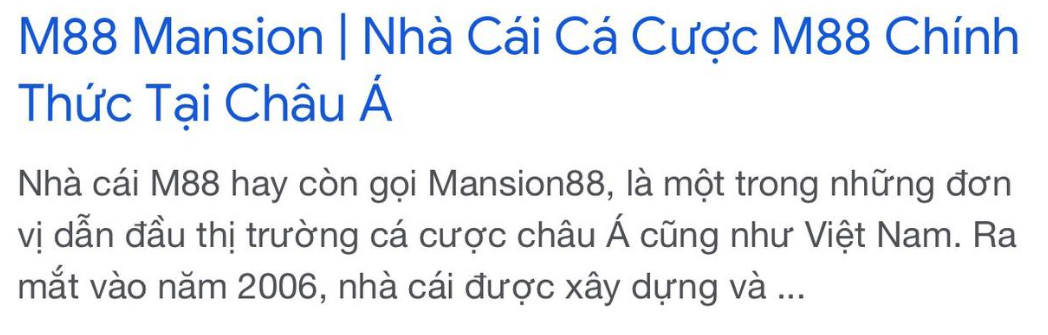 M88 Mansion | Nhà Cái Cá Cược M88 Chính
Thức Tại Châu Á
Nhà cái M88 hay còn gọi Mansion88, là một trong những đơn
vị dẫn đầu thị trường cá cược châu Á cũng như Việt Nam. Ra
mắt vào năm 2006, nhà cái được xây dựng và ...